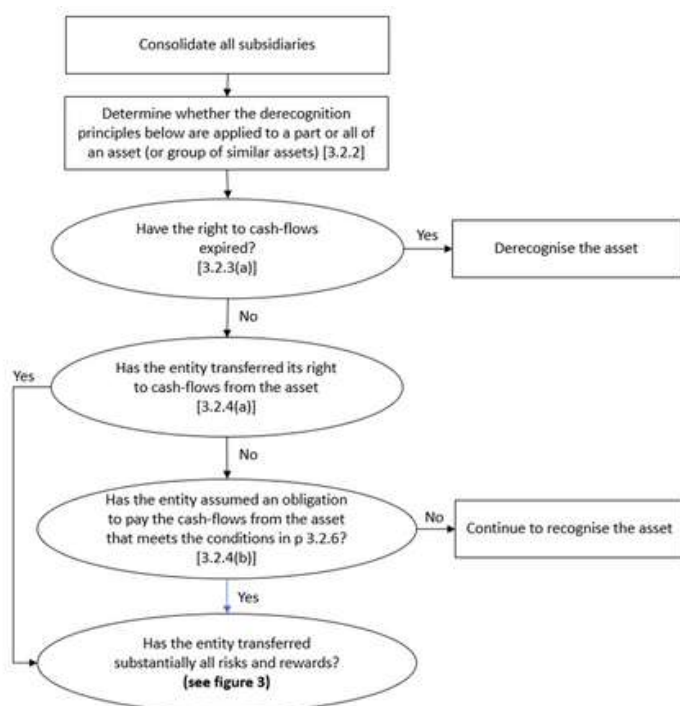 Consolidate all subsidiaries
Determine whether the derecognition
principles below are applied to a part or all of
an asset (or group of similar assets) [3.2.2]
Have the right to cash-flows
expired?
[3.2.3(a)]
Yes
Derecognise the asset
No
Yes
Has the entity transferred its right
to cash-flows from the asset
[3.2.4(a)]
No
Has the entity assumed an obligation
to pay the cash-flows from the asset
that meets the conditions in p 3.2.6?
[3.2.4(b)]
No
Continue to recognise the asset
Yes
Has the entity transferred
substantially all risks and rewards?
(see figure 3)